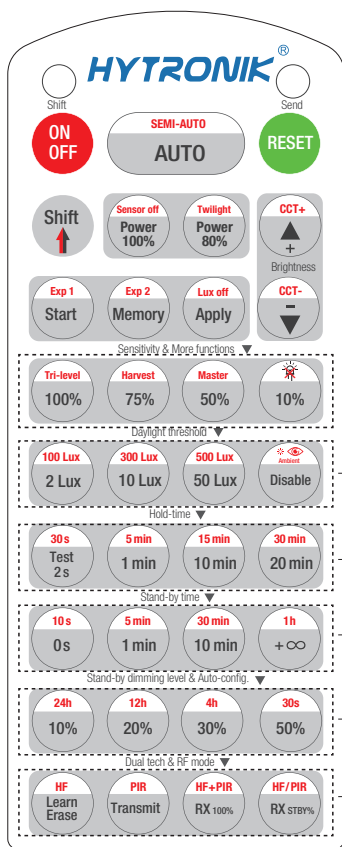 HYTRONIK®
Shift
Send
ON
OFF
SEMI-AUTO
AUTO
RESET
Shift
Sensor off
Power
100%
Twilight
Power
80%
CCT+
▲
+
Brightness
CCT-
-
▼
Exp 1
Start
Exp 2
Memory
Lux off
Apply
Sensitivity & More functions ▼
Tri-level
100%
Harvest
75%
Master
50%
10%
Daylight threshold ▼
100 Lux
2 Lux
300 Lux
10 Lux
500 Lux
50 Lux
Ambient
Disable
Hold-time ▼
30 s
Test
2 s
5 min
1 min
15 min
10 min
30 min
20 min
Stand-by time ▼
10 s
0 s
5 min
1 min
30 min
10 min
1h
+∞
Stand-by dimming level & Auto-config. ▼
24h
10%
12h
20%
4h
30%
30s
50%
Dual tech & RF mode ▼
HF
Learn
Erase
PIR
Transmit
HF+PIR
RX 100%
HF/PIR
RX STBY%